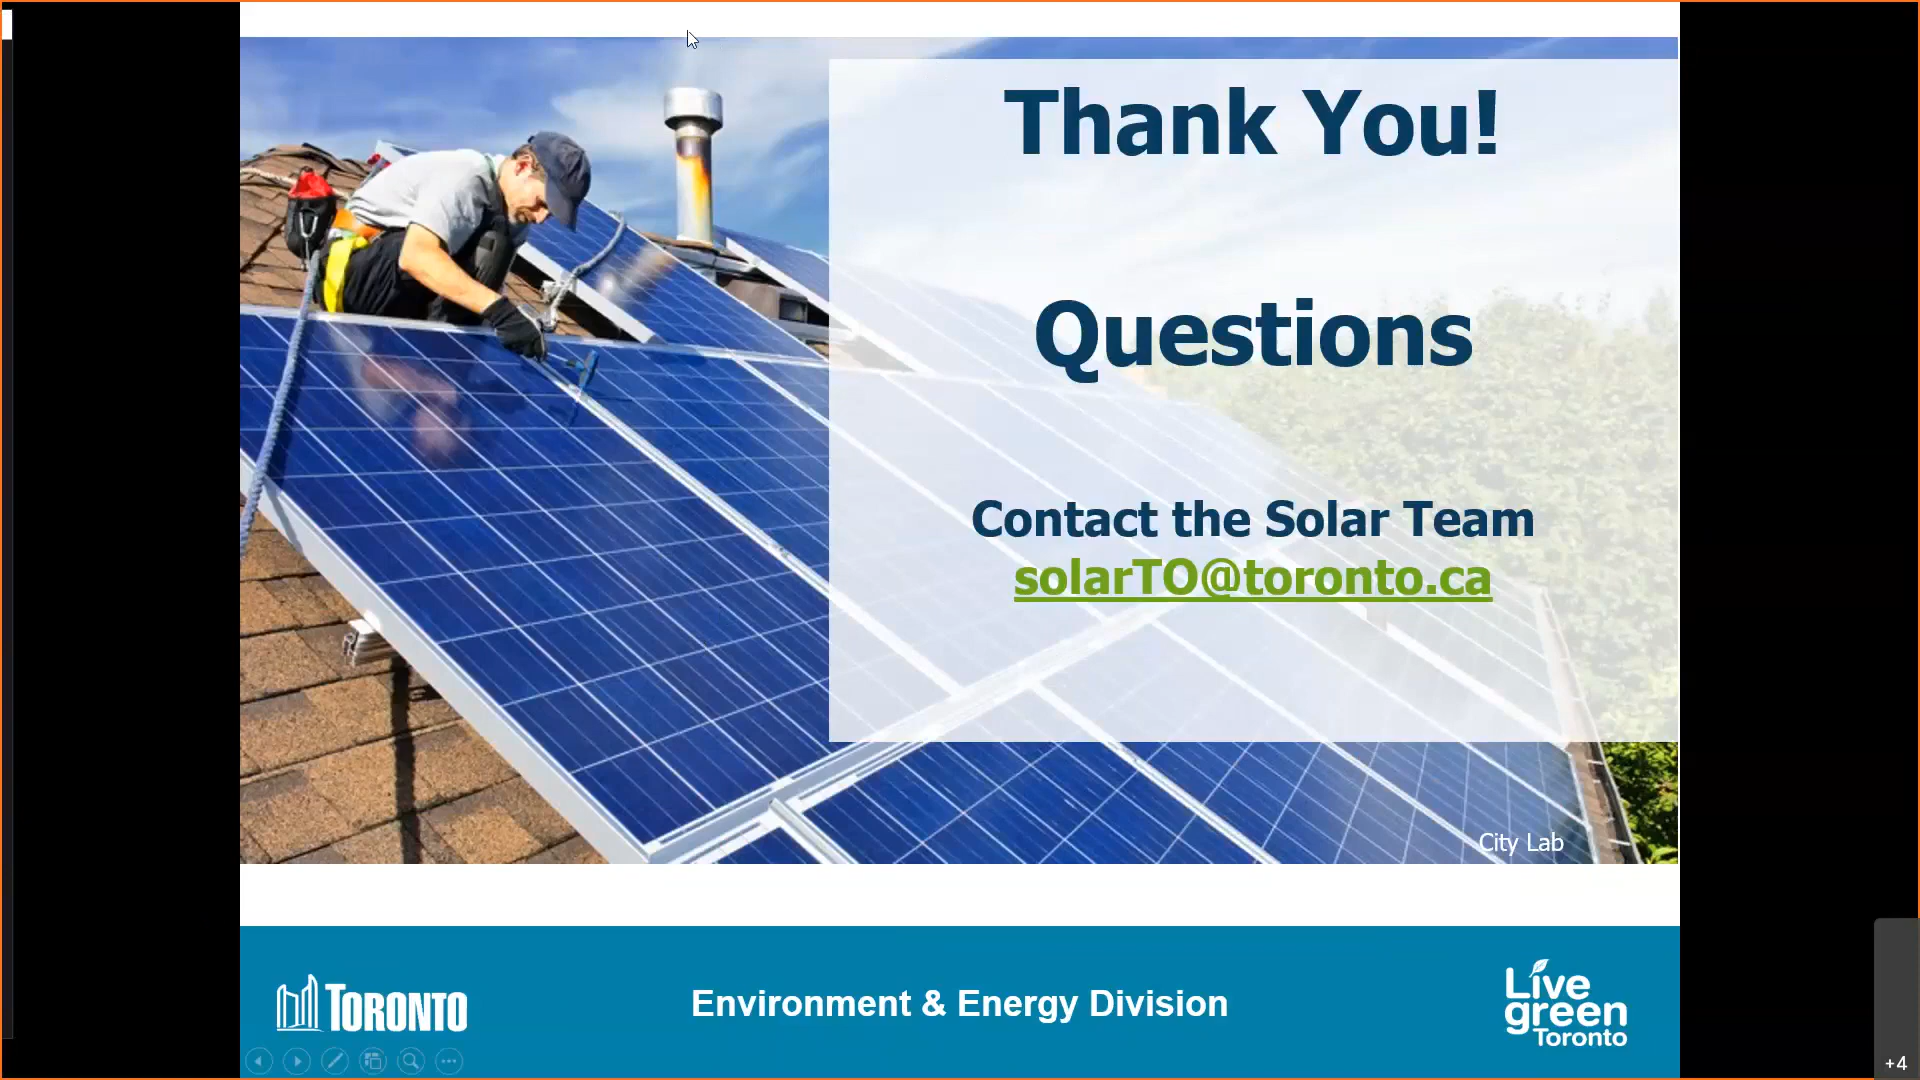 Thank You!
Questions
Contact the Solar Team
solarTO@toronto.ca
City Lab
TORONTO
Environment & Energy Division
Live
green
Toronto
+4